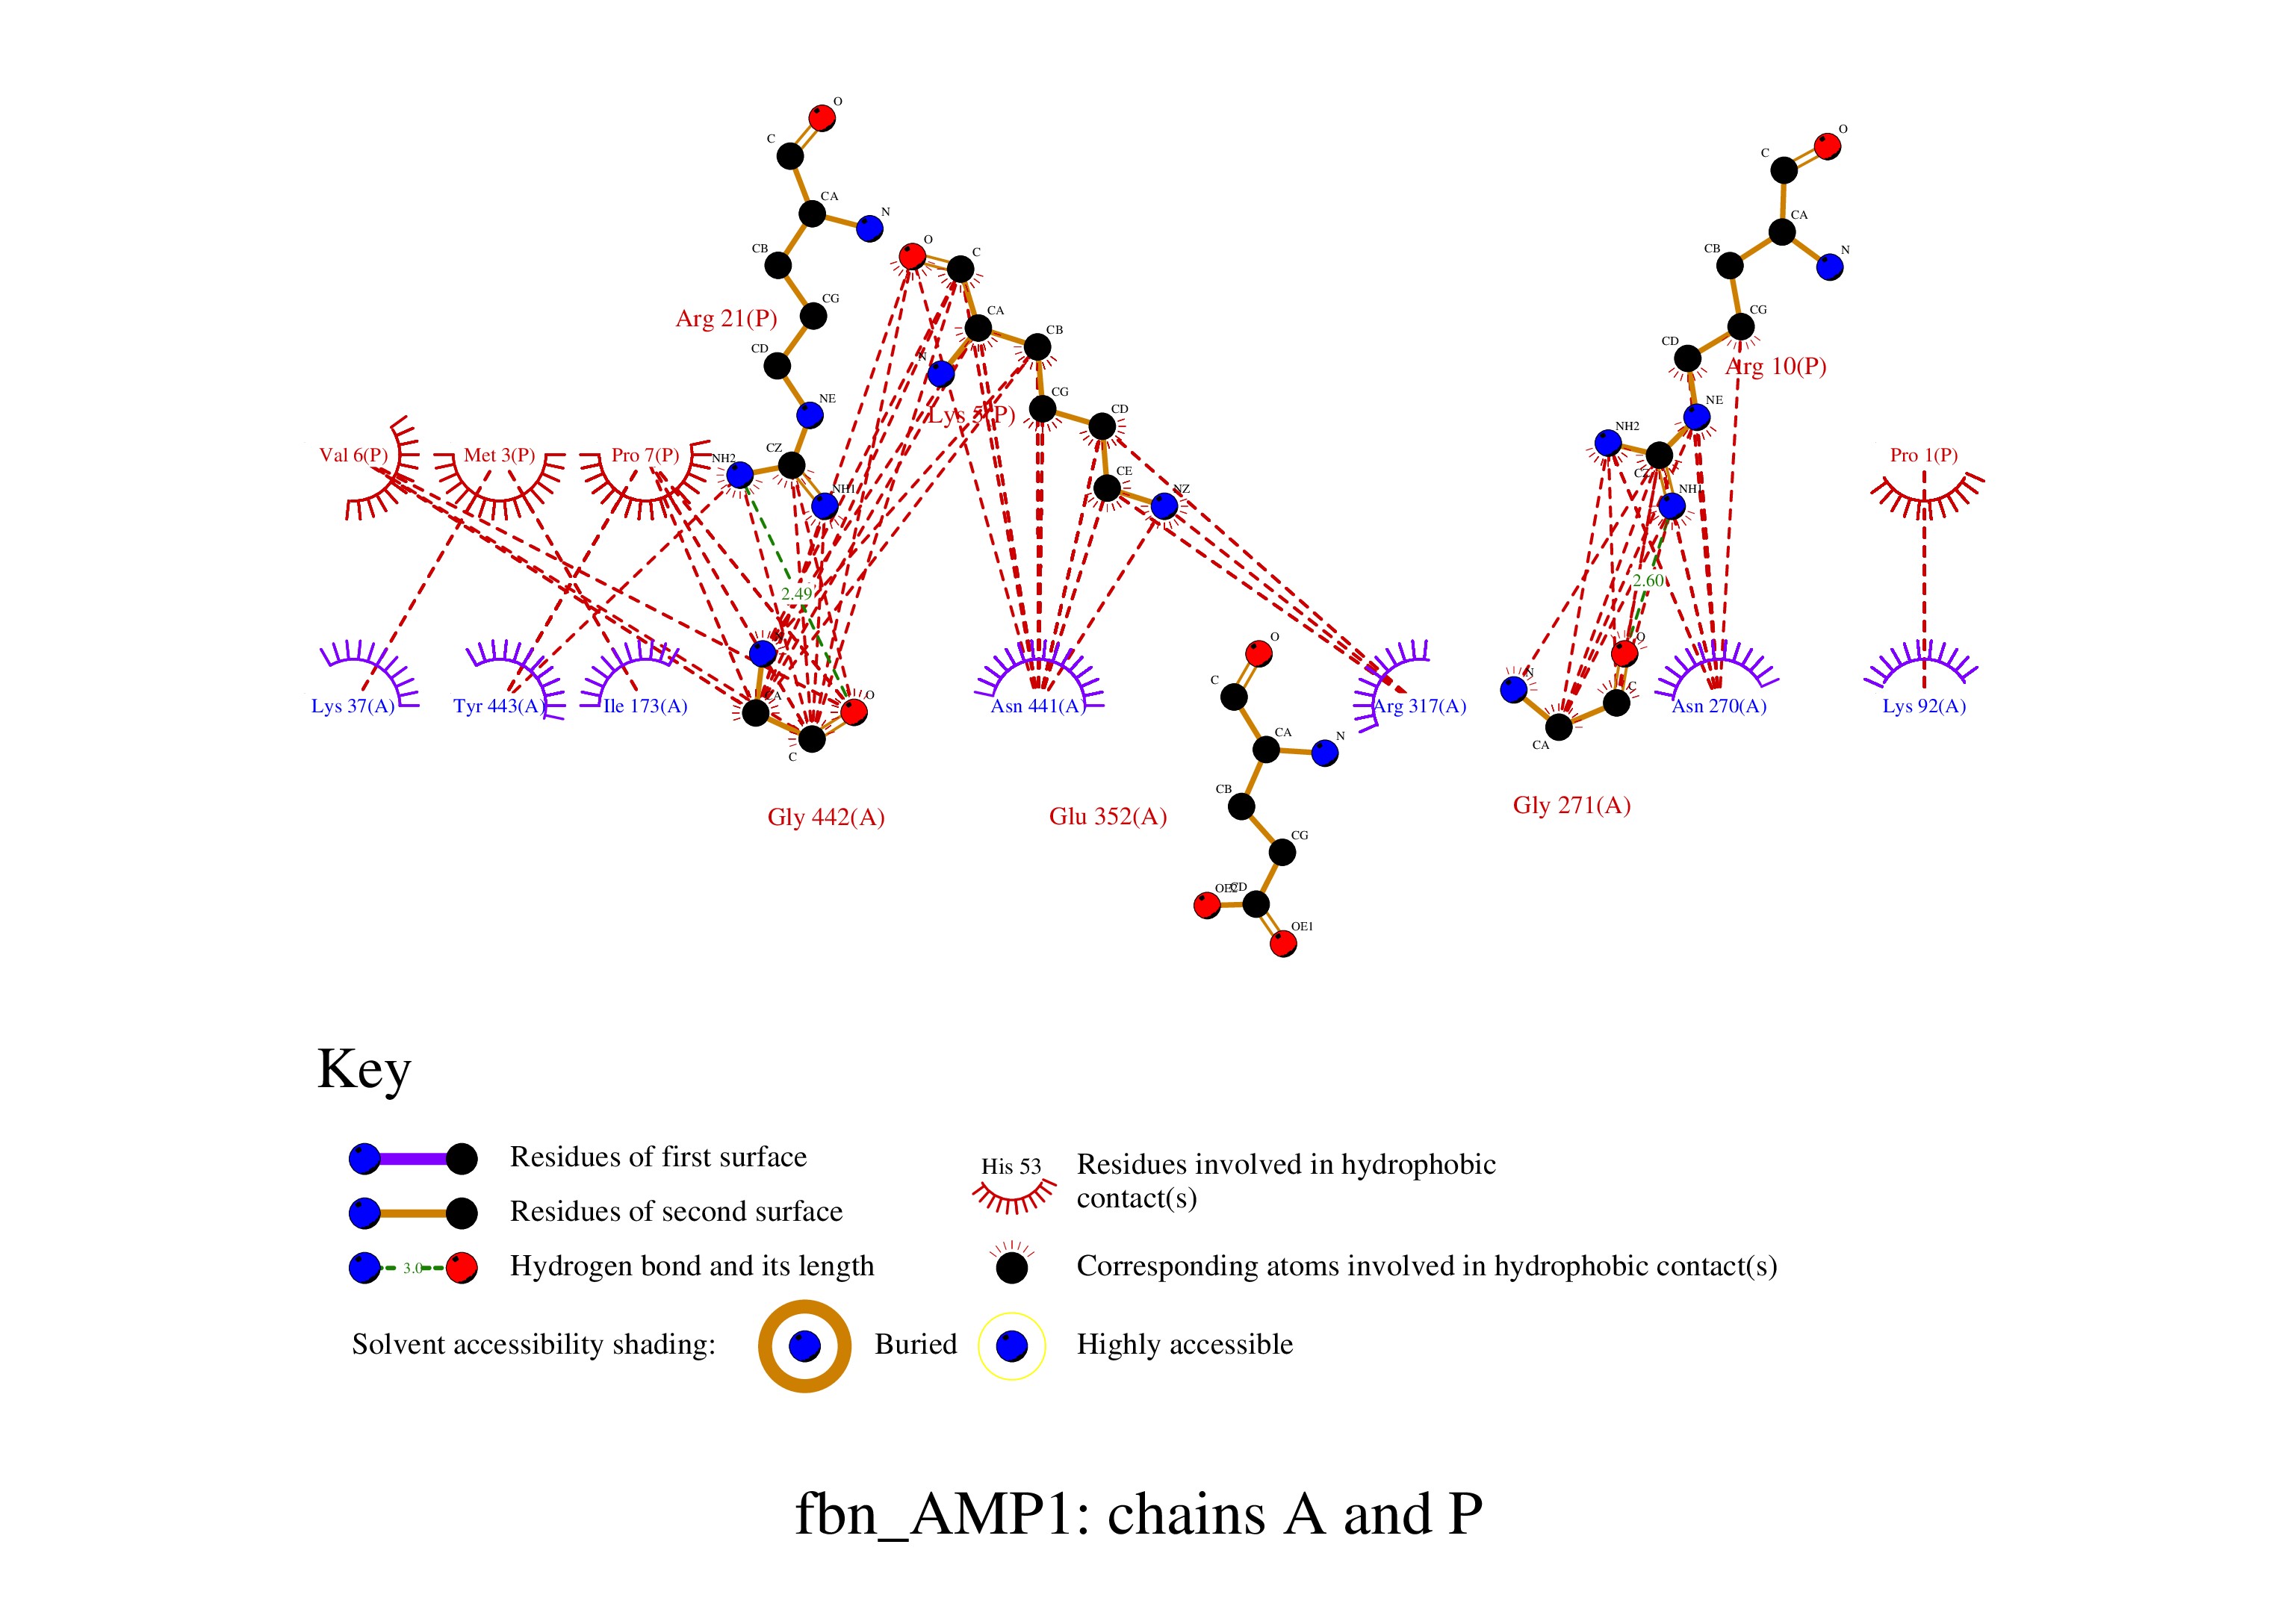 O
C
CA
N
CB
CG
Arg 21(P)
CD
NE
CZ
NH2
NH1
O
C
CA
CB
N
Lys 5(P)
CG
CD
CE
NZ
O
C
CA
CB
N
CG
CD
Arg 10(P)
NE
NH2
CZ
NH1
Val 6(P)
Met 3(P)
Pro 7(P)
Pro 1(P)
2.49
2.60
Lys 37(A)
Tyr 443(A)
Ile 173(A)
CA
O
C
Gly 442(A)
Asn 441(A)
O
C
CA
N
CB
CG
OE2
CD
OE1
Glu 352(A)
Arg 317(A)
N
O
C
CA
Gly 271(A)
Asn 270(A)
Lys 92(A)
Key
Residues of first surface
Residues of second surface
3.0
Hydrogen bond and its length
His 53
Residues involved in hydrophobic
contact(s)
Corresponding atoms involved in hydrophobic contact(s)
Solvent accessibility shading:
Buried
Highly accessible
fbn_AMP1: chains A and P